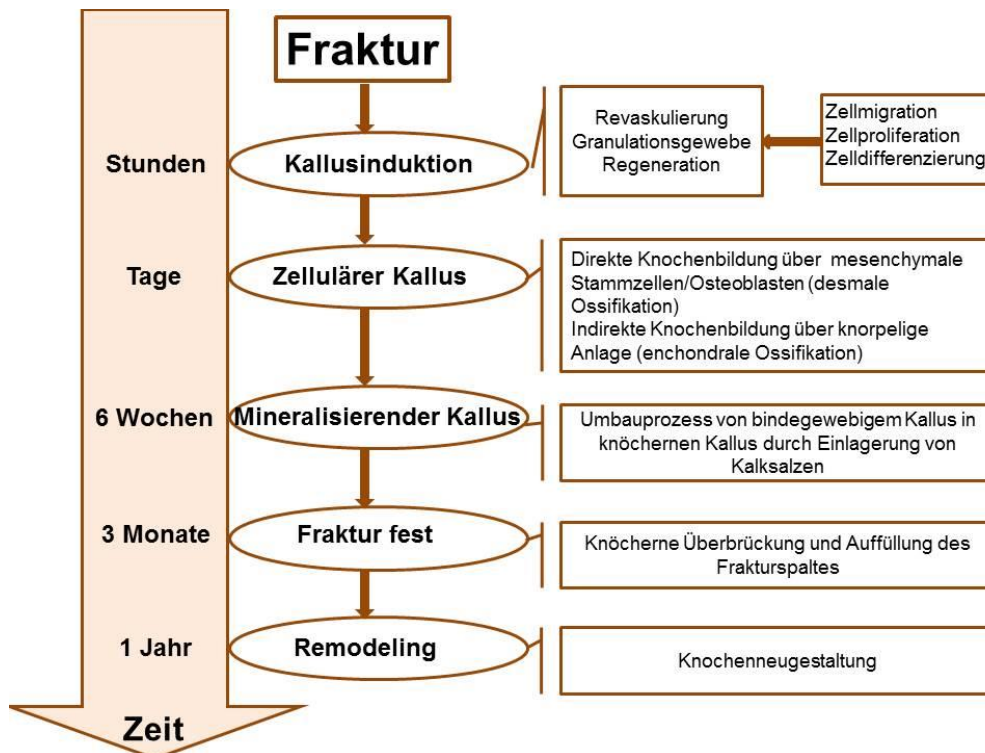 Fraktur
Stunden
Kallusinduktion
Revaskulierung
Granulationsgewebe
Regeneration
Zellmigration
Zellproliferation
Zelldifferenzierung
Tage
Zellulärer Kallus
Direkte Knochenbildung über mesenchymale
Stammzellen/Osteoblasten (desmale
Ossifikation)
Indirekte Knochenbildung über knorpelige
Anlage (enchondrale Ossifikation)
6 Wochen
Mineralisierender Kallus
Umbauprozess von bindegewebigem Kallus in
knöchernen Kallus durch Einlagerung von
Kalksalzen
3 Monate
Fraktur fest
Knöcherne Überbrückung und Auffüllung des
Frakturspaltes
1 Jahr
Remodeling
Knochenneugestaltung
Zeit